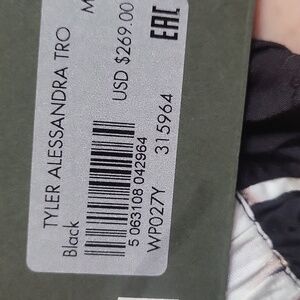 TYLER ALESSANDRA TRO M
Black
USD $269.00
5 063108 042964
WP027Y 315964
EAC